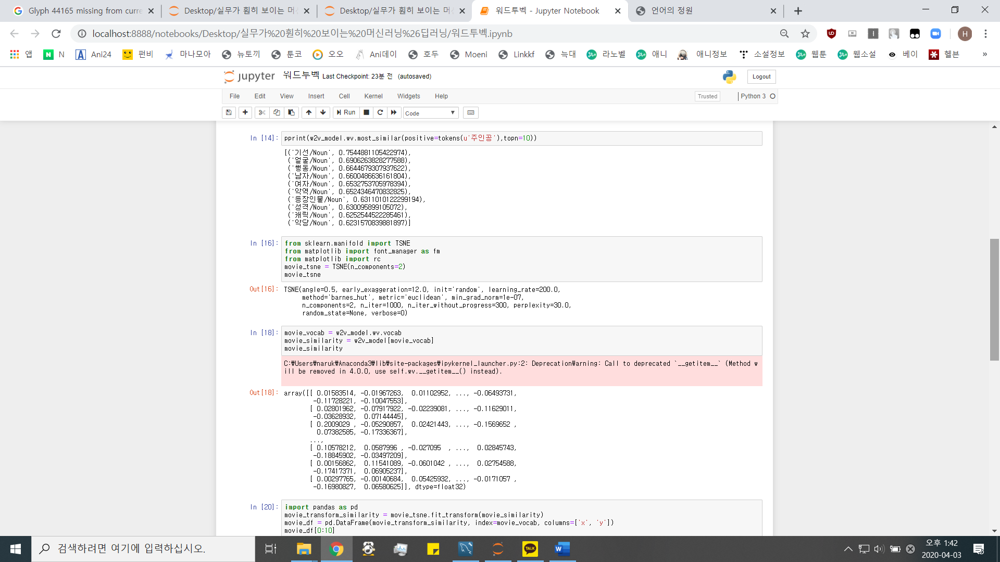 Glyph 44165 missing from curre
Desktop/실무가 훤히 보이는 머신
Desktop/실무가 훤히 보이는 머신
워드투벡 - Jupyter Notebook
언어의 정원
localhost:8888/notebooks/Desktop/실무가%20훤히%20보이는%20머신러닝%26딥러닝/워드투벡.ipynb
앱 N Ani24 펀비 마나모아 뉴토끼 툰코 오오 Ani데이 호두 Moeni Linkkf 늑대 라노벨 애니 애니정보 소설정보 웹툰 웹소설 베이 헬븐 »
jupyter 워드투벡 Last Checkpoint: 23분 전 (autosaved) Logout
File Edit View Insert Cell Kernel Widgets Help Trusted Python 3
Run Code
In [14]: pprint(w2v_model.wv.most_similar(positive=tokens(u'주인공'),topn=10))
[('기선/Noun', 0.7544881105422974),
('얼굴/Noun', 0.6906263828277588),
('행동/Noun', 0.6644679307937622),
('남자/Noun', 0.6600486636161804),
('여자/Noun', 0.6532753705978394),
('악역/Noun', 0.6524346470832825),
('등장인물/Noun', 0.6311010122299194),
('성격/Noun', 0.630095899105072),
('캐릭/Noun', 0.6252544522285461),
('악당/Noun', 0.6231570839881897)]
In [16]: from sklearn.manifold import TSNE
from matplotlib import font_manager as fm
from matplotlib import rc
movie_tsne = TSNE(n_components=2)
movie_tsne
Out[16]: TSNE(angle=0.5, early_exaggeration=12.0, init='random', learning_rate=200.0,
method='barnes_hut', metric='euclidean', min_grad_norm=1e-07,
n_components=2, n_iter=1000, n_iter_without_progress=300, perplexity=30.0,
random_state=None, verbose=0)
In [18]: movie_vocab = w2v_model.wv.vocab
movie_similarity = w2v_model[movie_vocab]
movie_similarity
C:₩Users₩naruk₩Anaconda3₩lib₩site-packages₩ipykernel_launcher.py:2: DeprecationWarning: Call to deprecated `__getitem__` (Method w
ill be removed in 4.0.0, use self.wv.__getitem__() instead).
Out[18]: array([[ 0.01583514, -0.01967263,  0.01102952, ..., -0.06493731,
-0.11728221, -0.10047553],
[ 0.02801962, -0.07917922, -0.02239081, ..., -0.11629011,
-0.03628932,  0.07144445],
[ 0.2009029 , -0.05290857,  0.02421443, ..., -0.1569652 ,
0.07382585, -0.17336367],
...,
[ 0.10578212,  0.0587996 , -0.027095  , ...,  0.02845743,
-0.18845902, -0.03497209],
[ 0.00156862,  0.11541089, -0.0601042 , ...,  0.02754588,
-0.17417371,  0.06905237],
[ 0.00297765, -0.00140684,  0.05425932, ..., -0.0171057 ,
-0.16980827,  0.06580625]], dtype=float32)
In [20]: import pandas as pd
movie_transform_similarity = movie_tsne.fit_transform(movie_similarity)
movie_df = pd.DataFrame(movie_transform_similarity, index=movie_vocab, columns=['x', 'y'])
movie_df[0:10]
검색하려면 여기에 입력하십시오.
TALK
오후 1:42
2020-04-03